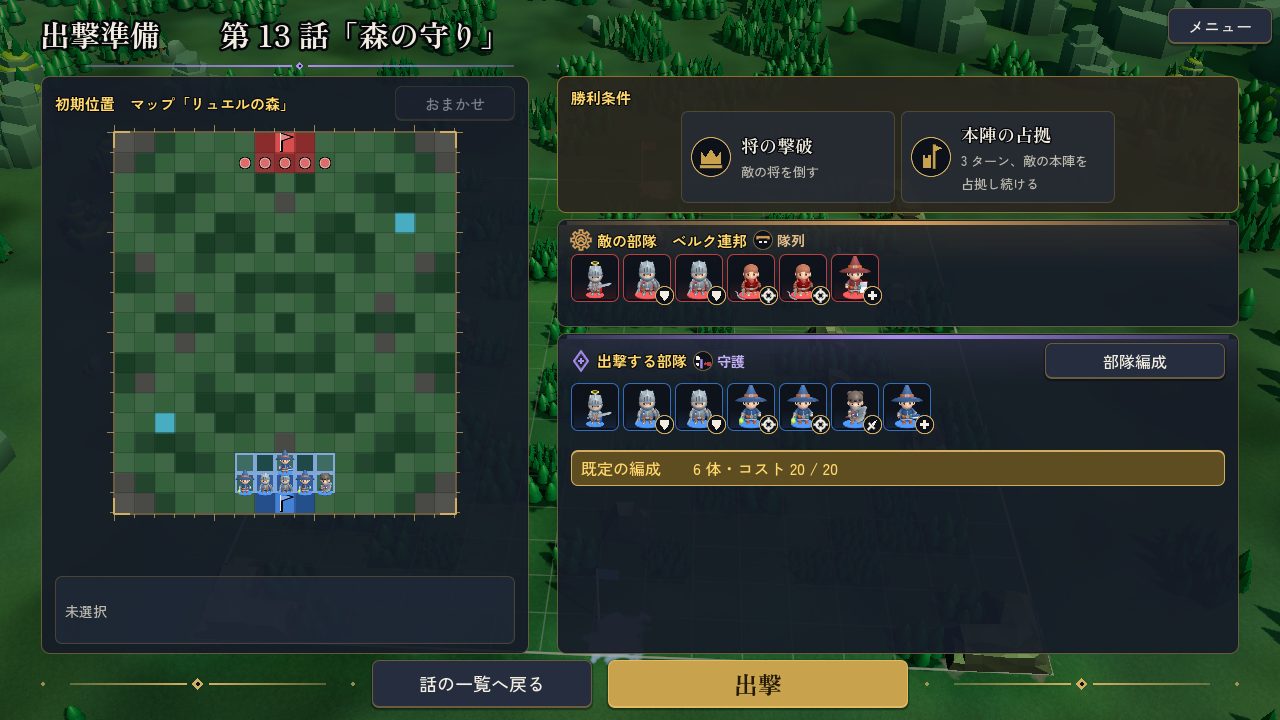 出撃準備　　第 13 話「森の守り」
メニュー
初期位置　マップ「リュエルの森」
おまかせ
未選択
勝利条件
将の撃破
敵の将を倒す
本陣の占拠
3 ターン、敵の本陣を
占拠し続ける
敵の部隊　ベルク連邦　隊列
出撃する部隊　守護
部隊編成
既定の編成　　6 体・コスト 20 / 20
話の一覧へ戻る
出撃